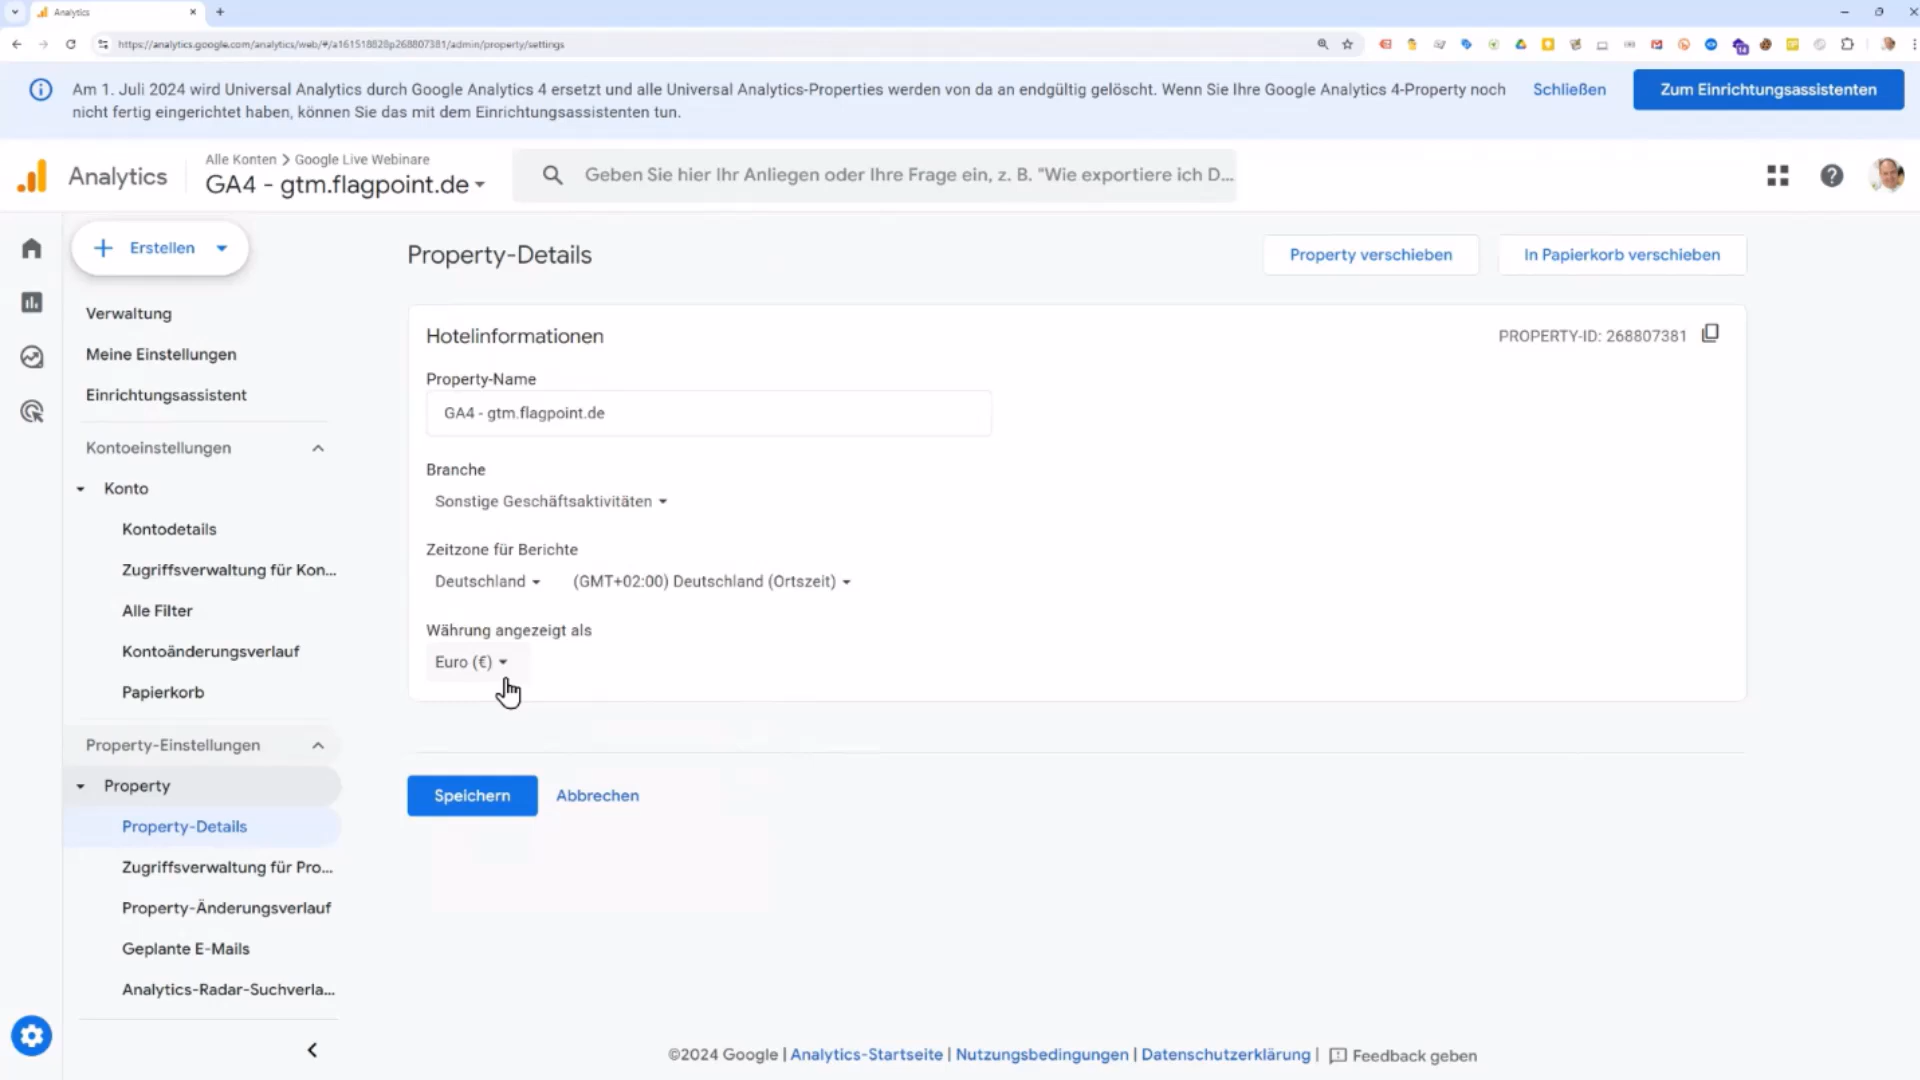 Analytics
https://analytics.google.com/analytics/web/#/a161518828p268807381/admin/property/settings
Am 1. Juli 2024 wird Universal Analytics durch Google Analytics 4 ersetzt und alle Universal Analytics-Properties werden von da an endgültig gelöscht. Wenn Sie Ihre Google Analytics 4-Property noch
nicht fertig eingerichtet haben, können Sie das mit dem Einrichtungsassistenten tun.
Schließen
Zum Einrichtungsassistenten
Analytics
Alle Konten > Google Live Webinare
GA4 - gtm.flagpoint.de
Geben Sie hier Ihr Anliegen oder Ihre Frage ein, z. B. "Wie exportiere ich D...
Erstellen
Verwaltung
Meine Einstellungen
Einrichtungsassistent
Kontoeinstellungen
Konto
Kontodetails
Zugriffsverwaltung für Kon...
Alle Filter
Kontoänderungsverlauf
Papierkorb
Property-Einstellungen
Property
Property-Details
Zugriffsverwaltung für Pro...
Property-Änderungsverlauf
Geplante E-Mails
Analytics-Radar-Suchverla...
Property-Details
Property verschieben
In Papierkorb verschieben
Hotelinformationen
PROPERTY-ID: 268807381
Property-Name
GA4 - gtm.flagpoint.de
Branche
Sonstige Geschäftsaktivitäten
Zeitzone für Berichte
Deutschland (GMT+02:00) Deutschland (Ortszeit)
Währung angezeigt als
Euro (€)
Speichern
Abbrechen
©2024 Google | Analytics-Startseite | Nutzungsbedingungen | Datenschutzerklärung | Feedback geben